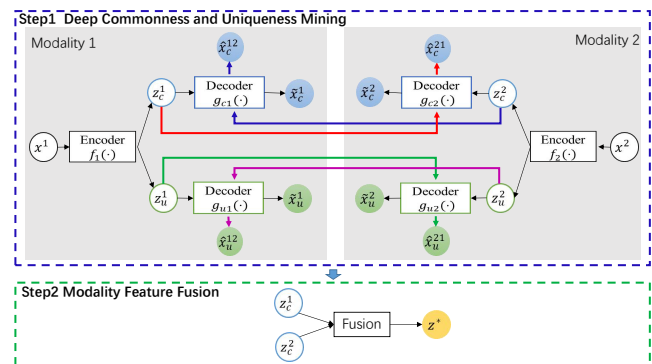 Step1 Deep Commonness and Uniqueness Mining
Modality 1
Modality 2
x̂_c^{12}
x̂_c^{21}
z_c^1
Decoder
g_{c1}(·)
x̃_c^1
x̃_c^2
Decoder
g_{c2}(·)
z_c^2
x^1
Encoder
f_1(·)
Encoder
f_2(·)
x^2
z_u^1
Decoder
g_{u1}(·)
x̃_u^1
x̃_u^2
Decoder
g_{u2}(·)
z_u^2
x̂_u^{12}
x̂_u^{21}
Step2 Modality Feature Fusion
z_c^1
Fusion
z^*
z_c^2